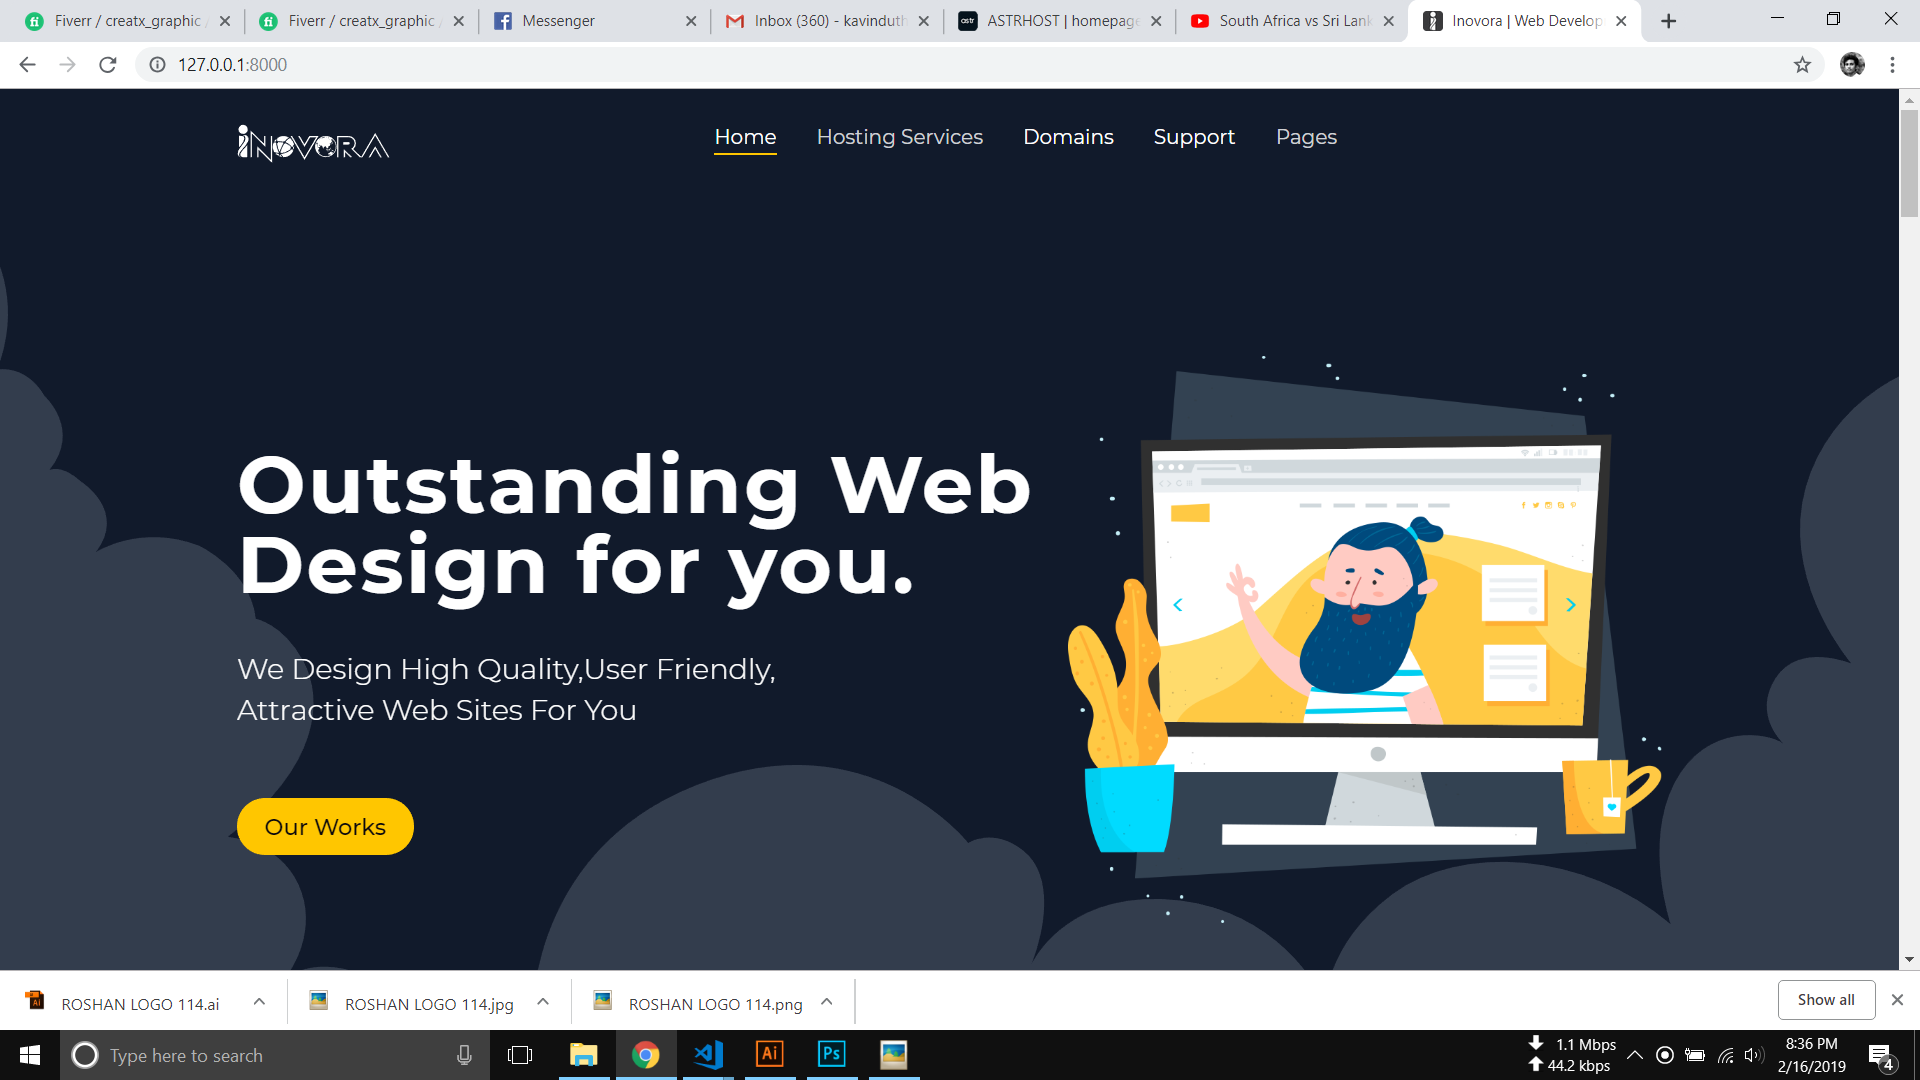 Fiverr / creatx_graphic /
Fiverr / creatx_graphic /
Messenger
Inbox (360) - kavinduth
ASTRHOST | homepage
South Africa vs Sri Lank
Inovora | Web Develop
127.0.0.1:8000
iNOVORA
Home
Hosting Services
Domains
Support
Pages
Outstanding Web
Design for you.
We Design High Quality,User Friendly,
Attractive Web Sites For You
Our Works
ROSHAN LOGO 114.ai
ROSHAN LOGO 114.jpg
ROSHAN LOGO 114.png
Show all
Type here to search
Ai
Ps
1.1 Mbps
44.2 kbps
8:36 PM
2/16/2019
4